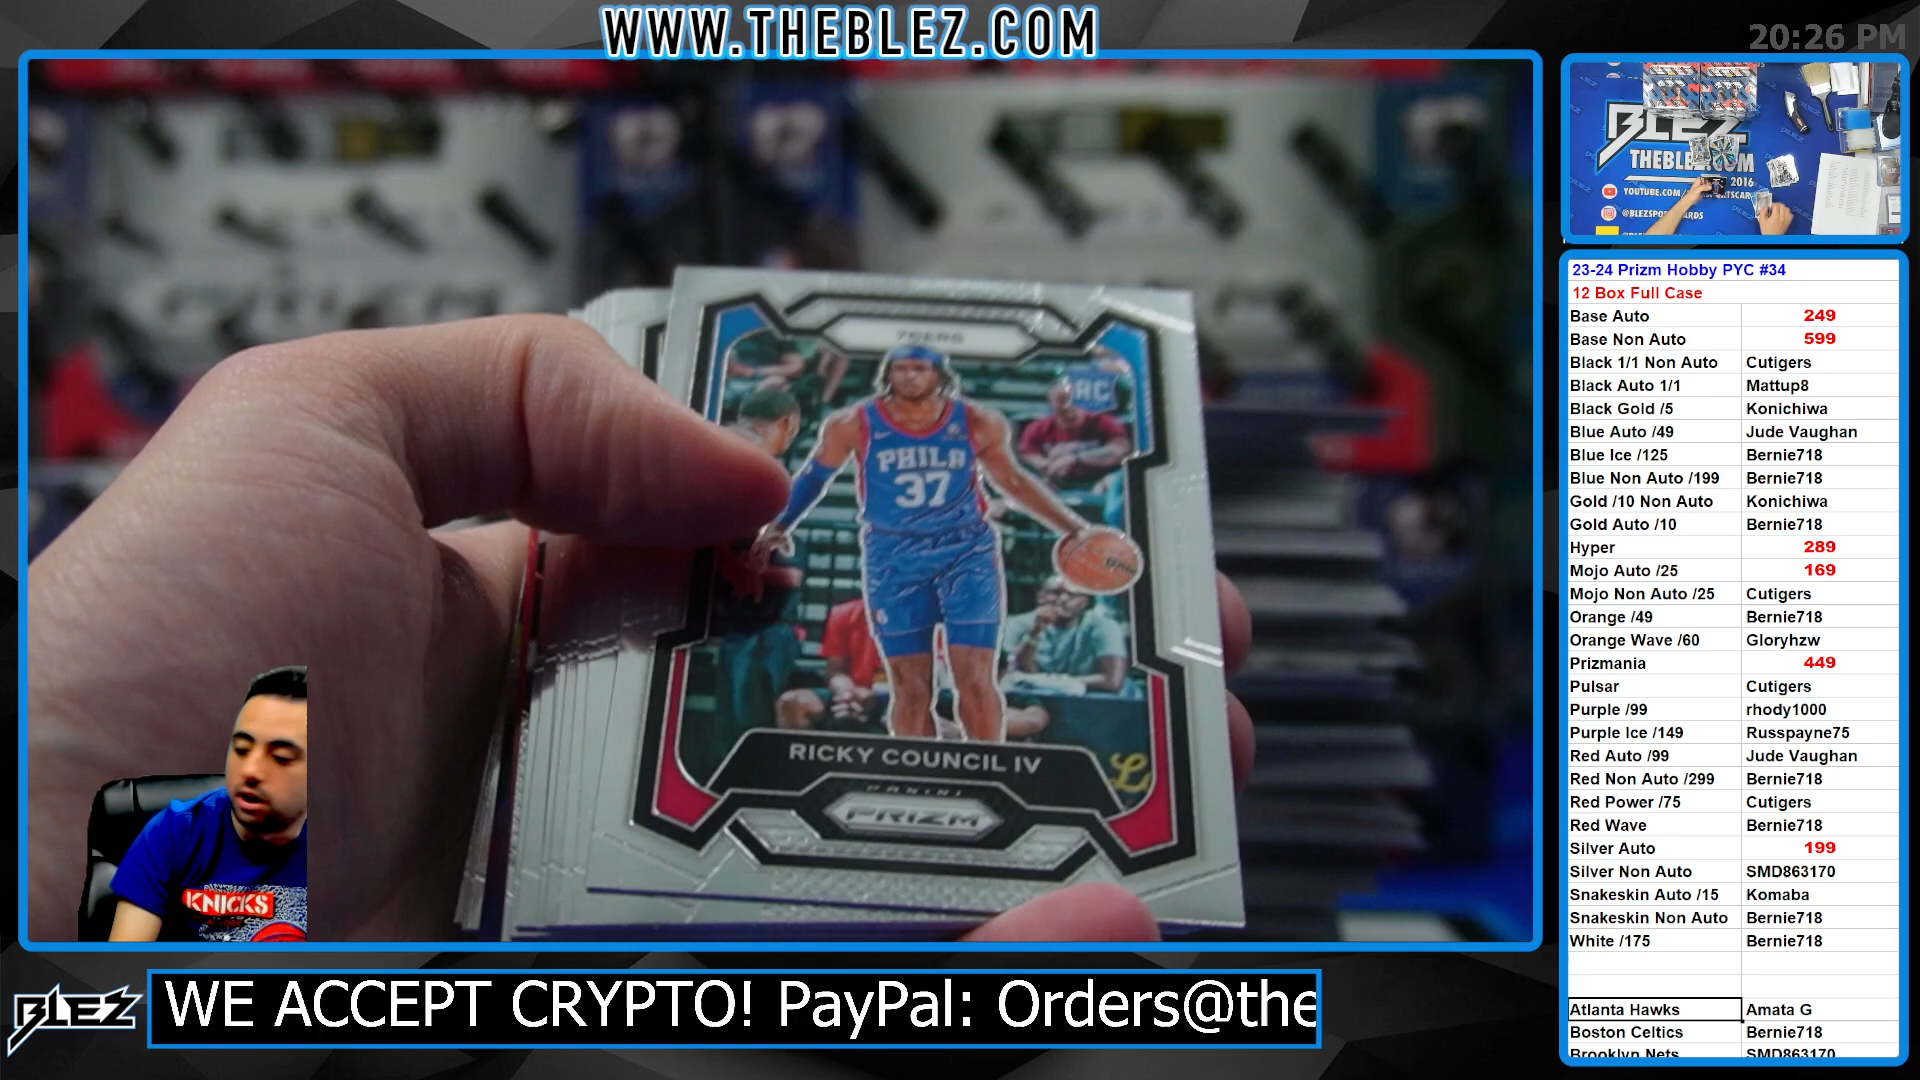 WWW.THEBLEZ.COM
20:26 PM
BLEZ
THEBLEZ.COM
2016
YOUTUBE.COM/
@BLEZSPO
76ERS
RC
PHILA
37
RICKY COUNCIL IV
PANINI
PRIZM
KNICKS
23-24 Prizm Hobby PYC #34
12 Box Full Case
Base Auto 249
Base Non Auto 599
Black 1/1 Non Auto Cutigers
Black Auto 1/1 Mattup8
Black Gold /5 Konichiwa
Blue Auto /49 Jude Vaughan
Blue Ice /125 Bernie718
Blue Non Auto /199 Bernie718
Gold /10 Non Auto Konichiwa
Gold Auto /10 Bernie718
Hyper 289
Mojo Auto /25 169
Mojo Non Auto /25 Cutigers
Orange /49 Bernie718
Orange Wave /60 Gloryhzw
Prizmania 449
Pulsar Cutigers
Purple /99 rhody1000
Purple Ice /149 Russpayne75
Red Auto /99 Jude Vaughan
Red Non Auto /299 Bernie718
Red Power /75 Cutigers
Red Wave Bernie718
Silver Auto 199
Silver Non Auto SMD863170
Snakeskin Auto /15 Komaba
Snakeskin Non Auto Bernie718
White /175 Bernie718
Atlanta Hawks Amata G
Boston Celtics Bernie718
Brooklyn Nets SMD863170
BLEZ
WE ACCEPT CRYPTO! PayPal: Orders@the